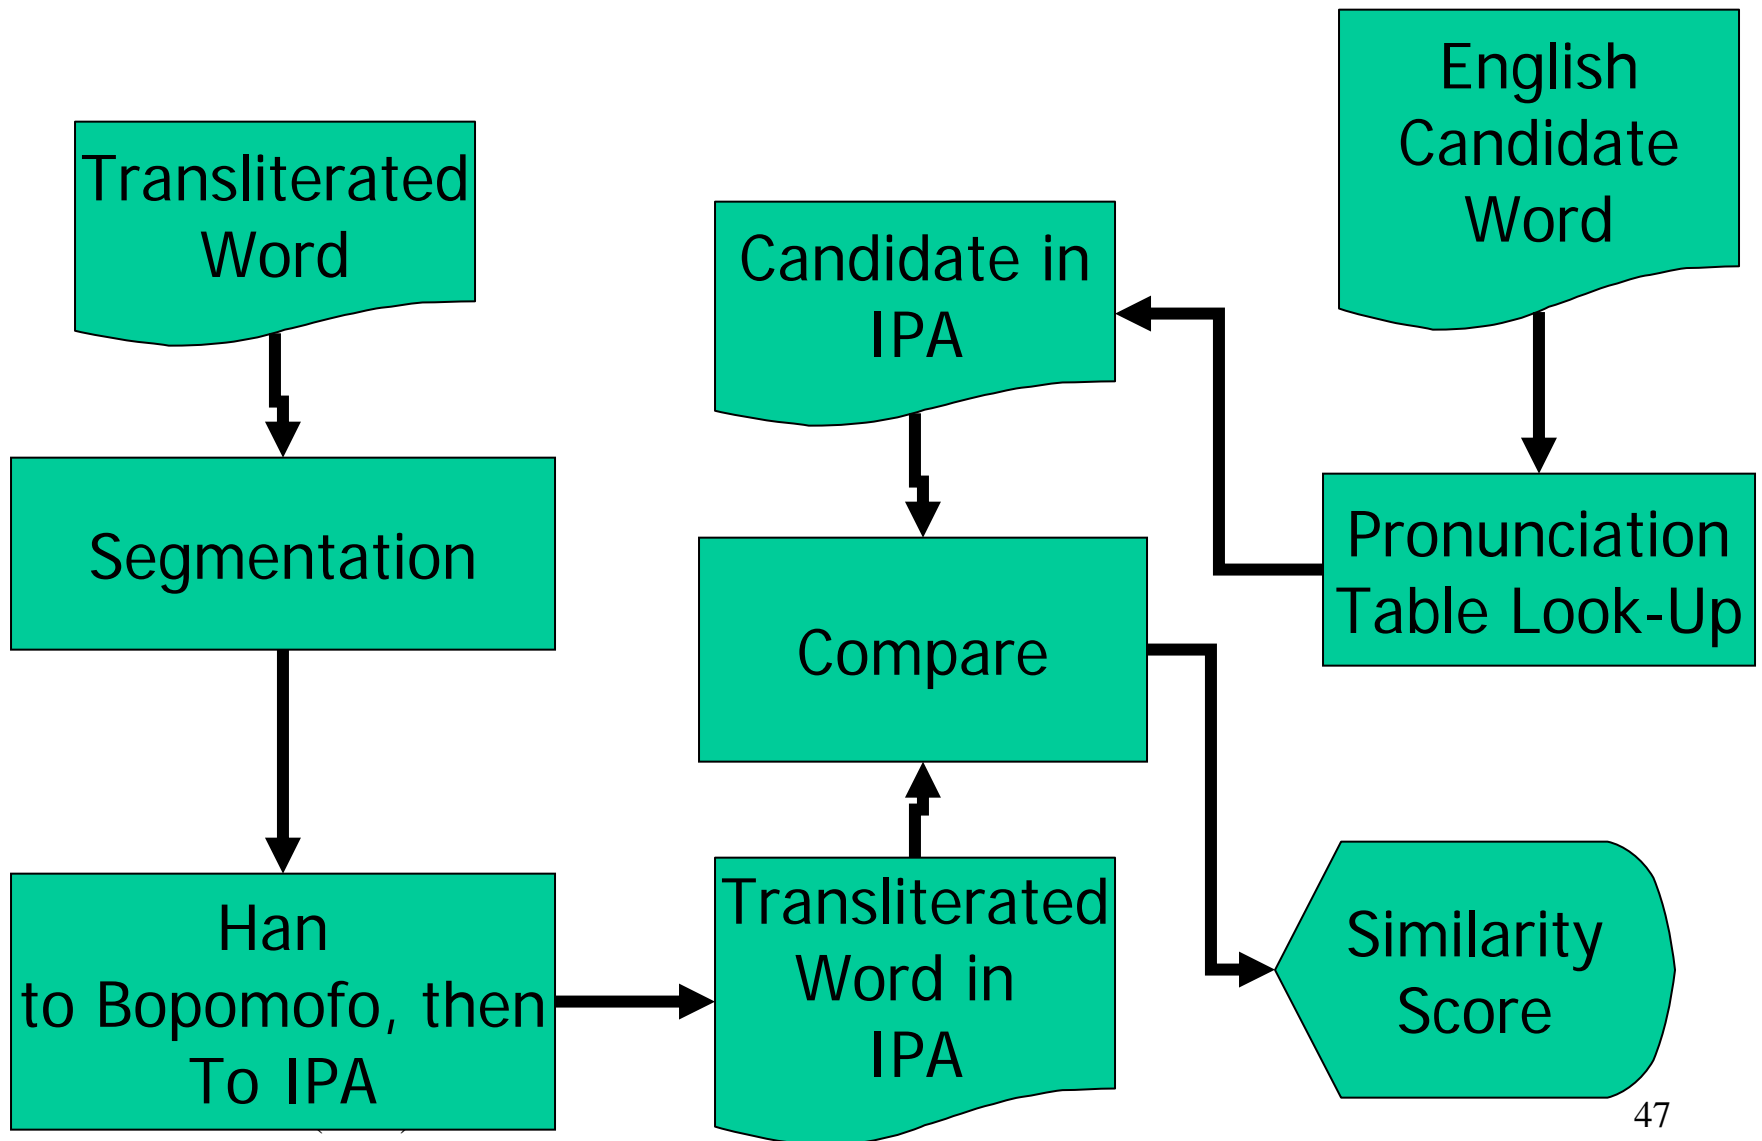 Transliterated
Word
Segmentation
Han
to Bopomofo, then
To IPA
Transliterated
Word in
IPA
Candidate in
IPA
Compare
English
Candidate
Word
Pronunciation
Table Look-Up
Similarity
Score
47